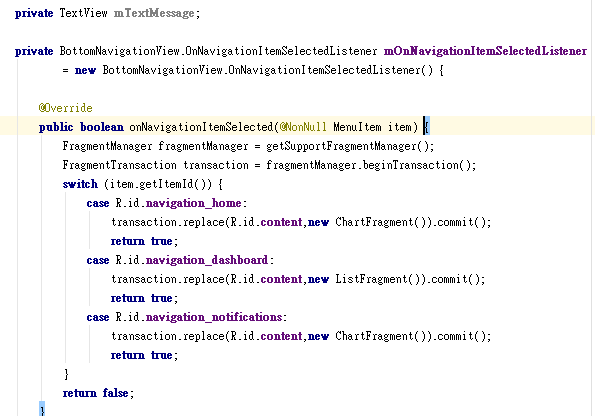 private TextView mTextMessage;
private BottomNavigationView.OnNavigationItemSelectedListener mOnNavigationItemSelectedListener
= new BottomNavigationView.OnNavigationItemSelectedListener() {
@Override
public boolean onNavigationItemSelected(@NonNull MenuItem item) {
FragmentManager fragmentManager = getSupportFragmentManager();
FragmentTransaction transaction = fragmentManager.beginTransaction();
switch (item.getItemId()) {
case R.id.navigation_home:
transaction.replace(R.id.content,new ChartFragment()).commit();
return true;
case R.id.navigation_dashboard:
transaction.replace(R.id.content,new ListFragment()).commit();
return true;
case R.id.navigation_notifications:
transaction.replace(R.id.content,new ChartFragment()).commit();
return true;
}
return false;
}